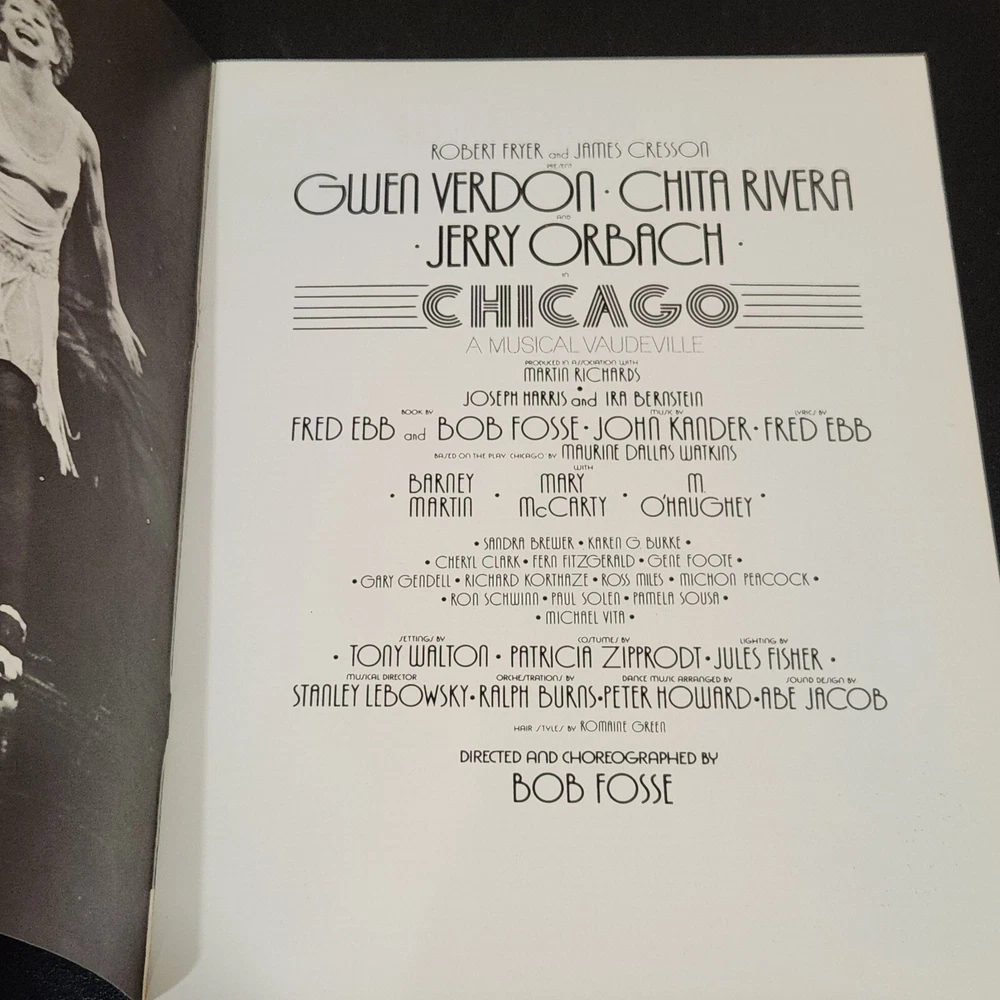 ROBERT FRYER and JAMES CRESSON
PRESENT
GWEN VERDON · CHITA RIVERA
AND
· JERRY ORBACH ·
in
CHICAGO
A MUSICAL VAUDEVILLE
PRODUCED IN ASSOCIATION WITH
MARTIN RICHARDS
•
JOSEPH HARRIS and IRA BERNSTEIN
BOOK BY MUSIC BY LYRICS BY
FRED EBB and BOB FOSSE · JOHN KANDER · FRED EBB
BASED ON THE PLAY CHICAGO BY MAURINE DALLAS WATKINS
WITH
BARNEY MARY M.
· MARTIN · McCARTY · O'HAUGHEY ·
• SANDRA BREWER • KAREN G. BURKE •
• CHERYL CLARK • FERN FITZGERALD • GENE FOOTE •
• GARY GENDELL • RICHARD KORTHAZE • ROSS MILES • MICHON PEACOCK •
• RON SCHWINN • PAUL SOLEN • PAMELA SOUSA •
• MICHAEL VITA •
SETTINGS BY COSTUMES BY LIGHTING BY
• TONY WALTON • PATRICIA ZIPPRODT • JULES FISHER •
MUSICAL DIRECTOR ORCHESTRATIONS BY DANCE MUSIC ARRANGED BY SOUND DESIGN BY
STANLEY LEBOWSKY • RALPH BURNS • PETER HOWARD • ABE JACOB
HAIR STYLES BY ROMAINE GREEN
DIRECTED AND CHOREOGRAPHED BY
BOB FOSSE